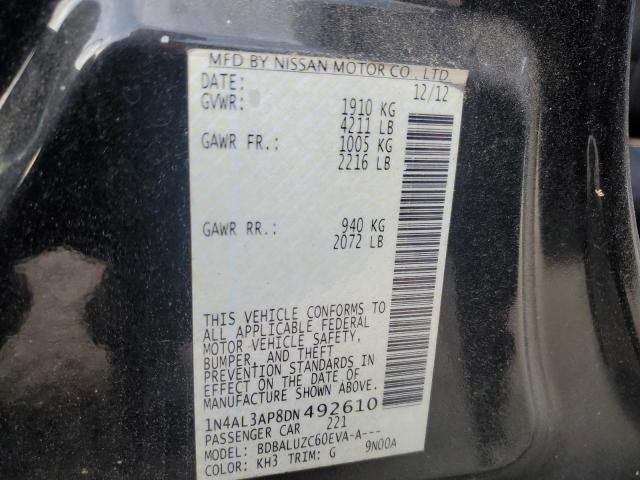 MFD BY NISSAN MOTOR CO., LTD.
DATE: 12/12
GVWR: 1910 KG
4211 LB
GAWR FR.: 1005 KG
2216 LB
GAWR RR.: 940 KG
2072 LB
THIS VEHICLE CONFORMS TO
ALL APPLICABLE FEDERAL
MOTOR VEHICLE SAFETY,
BUMPER, AND THEFT
PREVENTION STANDARDS IN
EFFECT ON THE DATE OF
MANUFACTURE SHOWN ABOVE.
1N4AL3AP8DN492610
PASSENGER CAR 221
MODEL: BDBALUZC60EVA-A---
COLOR: KH3 TRIM: G 9N00A